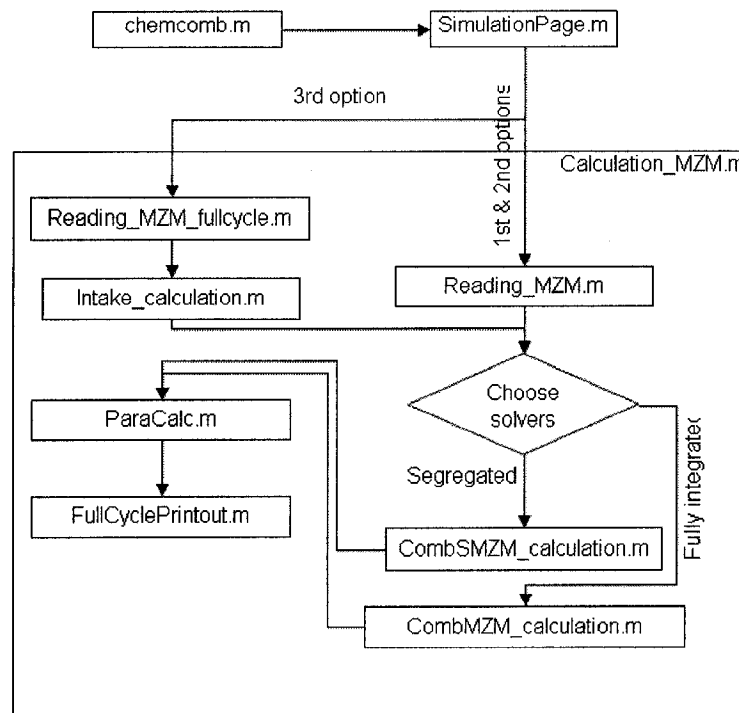 chemcomb.m
SimulationPage.m
3rd option
1st & 2nd options
Calculation_MZM.m
Reading_MZM_fullcycle.m
Intake_calculation.m
Reading_MZM.m
Choose
solvers
ParaCalc.m
Segregated
Fully integrated
FullCyclePrintout.m
CombSMZM_calculation.m
CombMZM_calculation.m